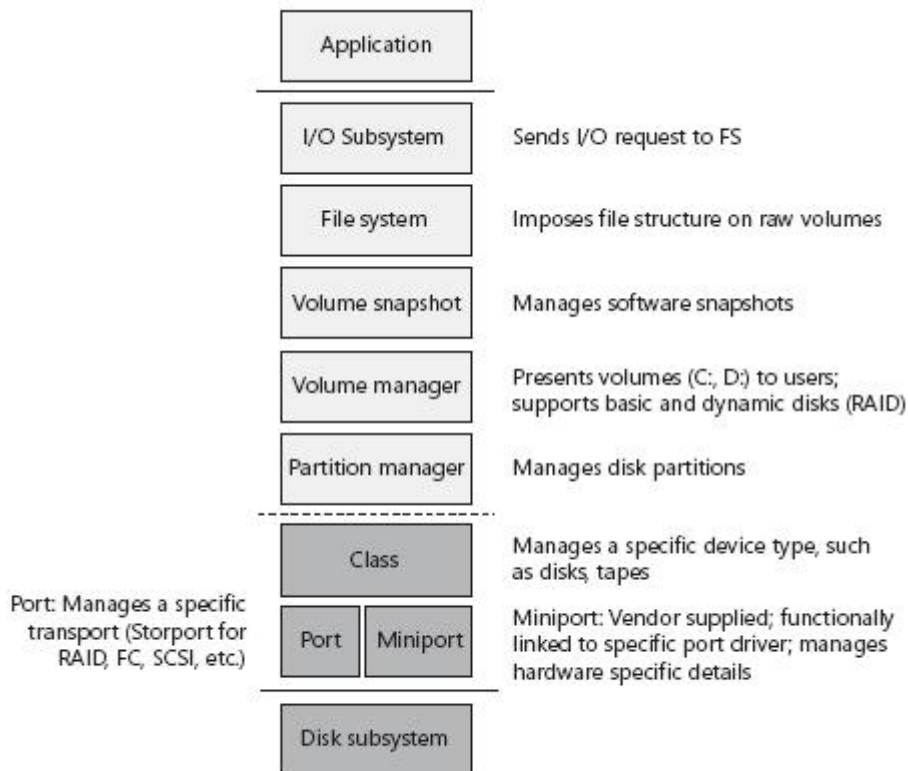 Application
I/O Subsystem
Sends I/O request to FS
File system
Imposes file structure on raw volumes
Volume snapshot
Manages software snapshots
Volume manager
Presents volumes (C:, D:) to users;
supports basic and dynamic disks (RAID)
Partition manager
Manages disk partitions
Class
Manages a specific device type, such
as disks, tapes
Port: Manages a specific
transport (Storport for
RAID, FC, SCSI, etc.)
Port
Miniport
Miniport: Vendor supplied; functionally
linked to specific port driver; manages
hardware specific details
Disk subsystem